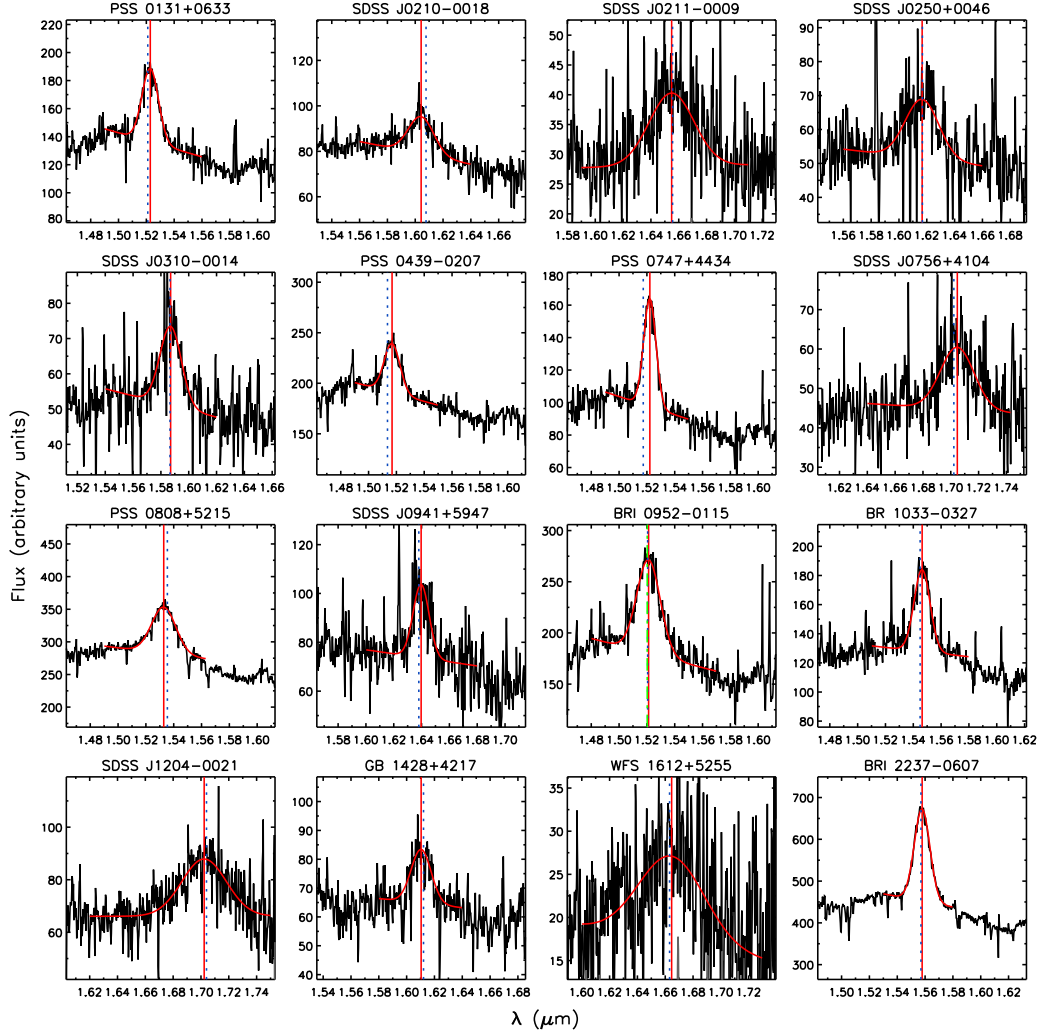 PSS 0131+0633
SDSS J0210-0018
SDSS J0211-0009
SDSS J0250+0046
220
200
180
160
140
120
100
80
1.48 1.50 1.52 1.54 1.56 1.58 1.60
120
100
80
60
1.54 1.56 1.58 1.60 1.62 1.64 1.66
50
45
40
35
30
25
20
1.58 1.60 1.62 1.64 1.66 1.68 1.70 1.72
90
80
70
60
50
40
1.56 1.58 1.60 1.62 1.64 1.66 1.68
SDSS J0310-0014
PSS 0439-0207
PSS 0747+4434
SDSS J0756+4104
80
70
60
50
40
1.52 1.54 1.56 1.58 1.60 1.62 1.64 1.66
300
250
200
150
1.48 1.50 1.52 1.54 1.56 1.58 1.60
160
140
120
100
80
60
1.48 1.50 1.52 1.54 1.56 1.58 1.60
70
60
50
40
30
1.62 1.64 1.66 1.68 1.70 1.72 1.74
Flux (arbitrary units)
PSS 0808+5215
SDSS J0941+5947
BRI 0952-0115
BR 1033-0327
450
400
350
300
250
200
1.48 1.50 1.52 1.54 1.56 1.58 1.60
120
100
80
60
1.58 1.60 1.62 1.64 1.66 1.68 1.70
300
275
250
225
200
175
150
125
1.48 1.50 1.52 1.54 1.56 1.58 1.60
200
180
160
140
120
100
80
1.48 1.50 1.52 1.54 1.56 1.58 1.60 1.62
SDSS J1204-0021
GB 1428+4217
WFS 1612+5255
BRI 2237-0607
100
80
60
1.62 1.64 1.66 1.68 1.70 1.72 1.74
110
100
90
80
70
60
50
40
1.54 1.56 1.58 1.60 1.62 1.64 1.66 1.68
35
30
25
20
15
1.60 1.62 1.64 1.66 1.68 1.70 1.72
700
600
500
400
300
1.50 1.52 1.54 1.56 1.58 1.60 1.62
λ (μm)